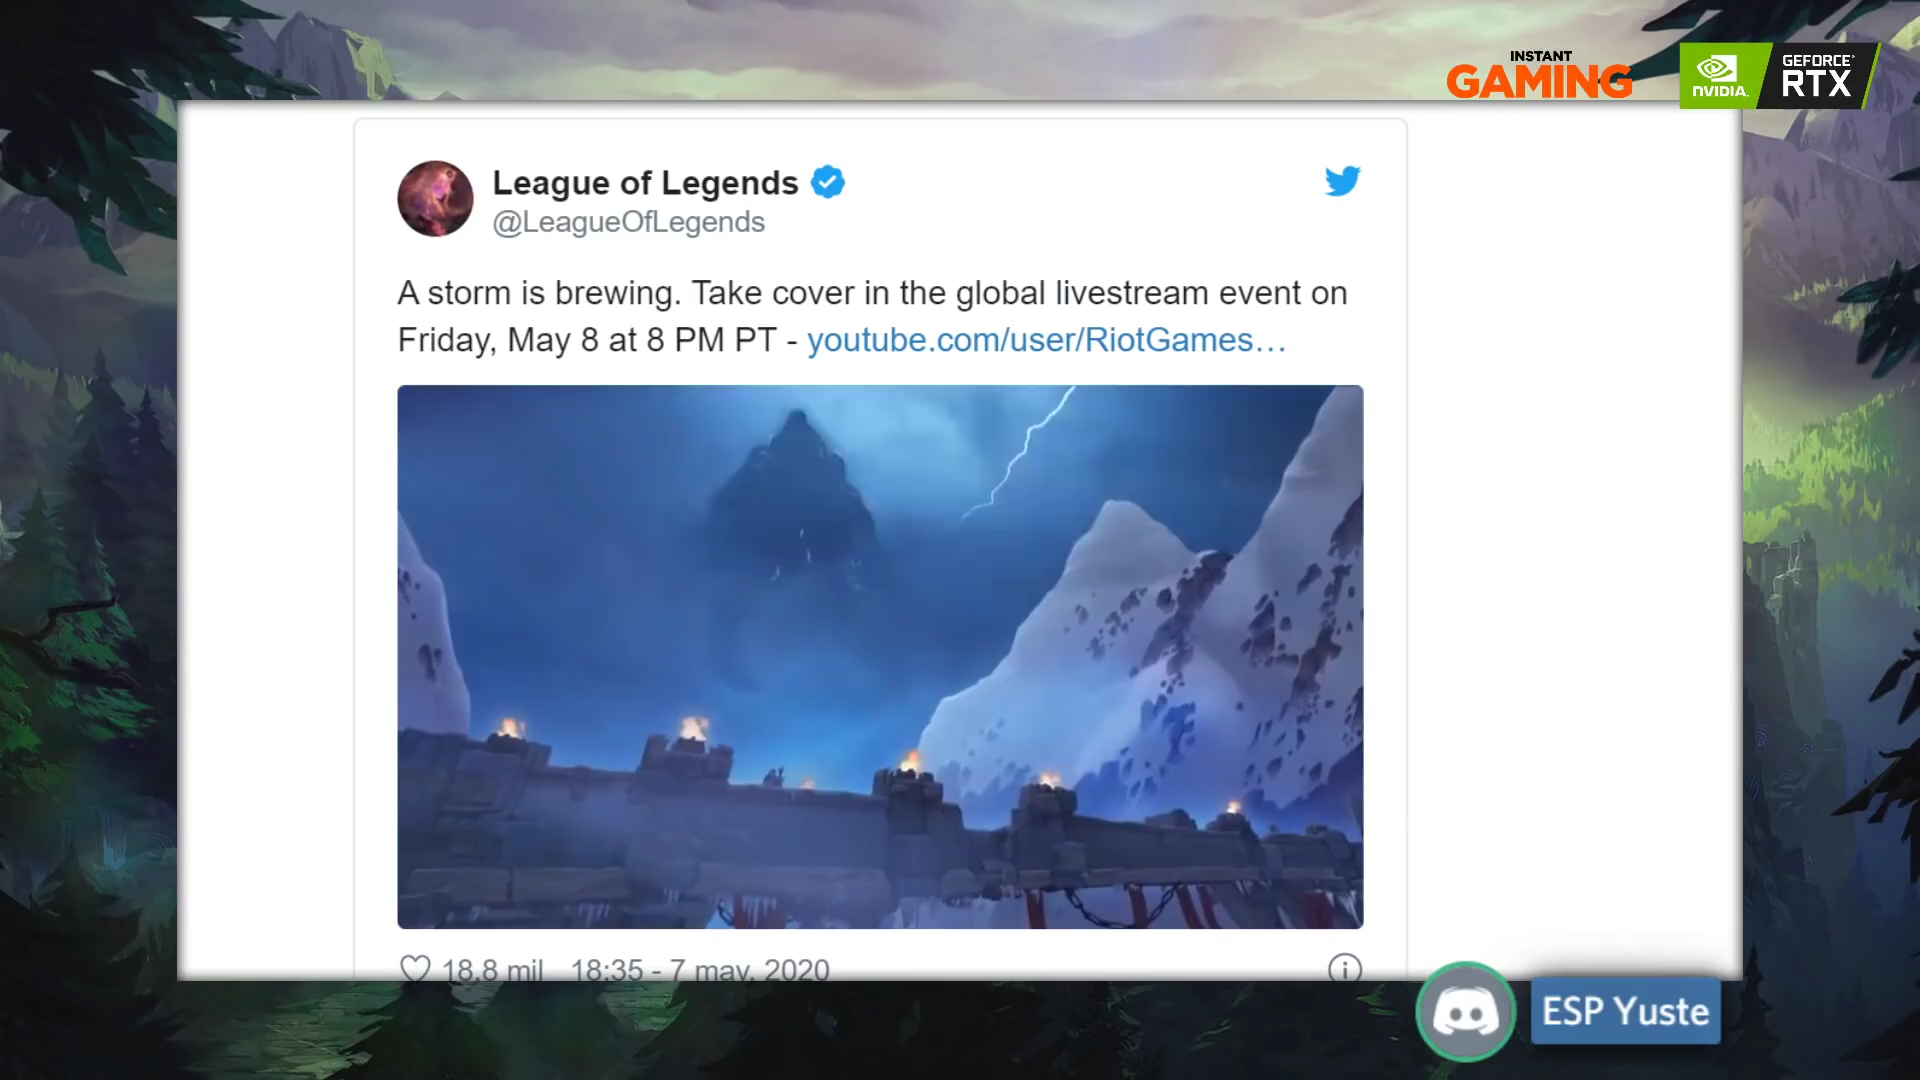 INSTANT
GAMING
NVIDIA.
GEFORCE
RTX
League of Legends
@LeagueOfLegends
A storm is brewing. Take cover in the global livestream event on
Friday, May 8 at 8 PM PT - youtube.com/user/RiotGames…
18,8 mil 18:35 - 7 may. 2020
ESP Yuste